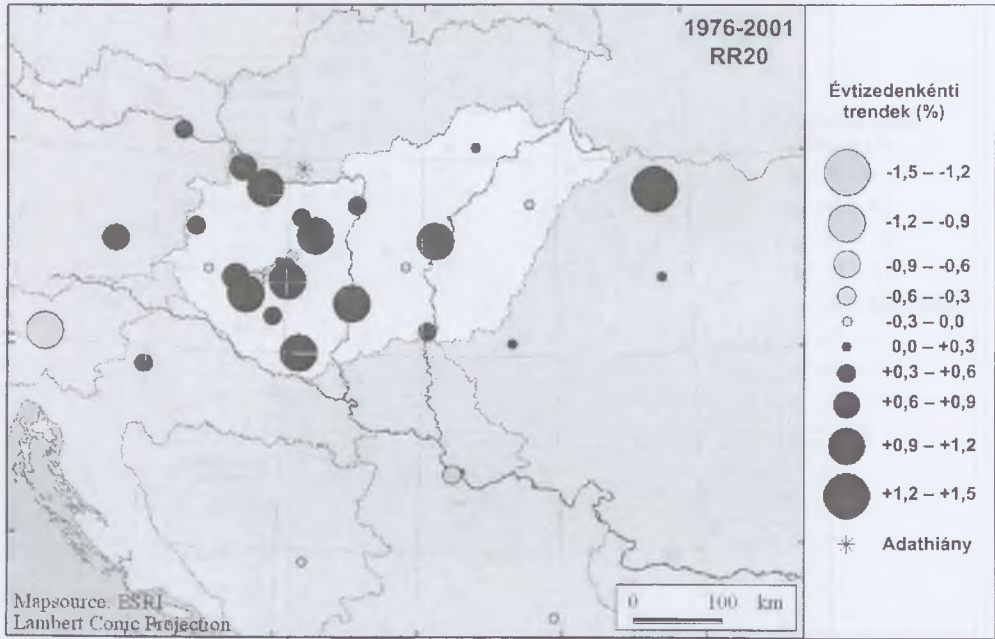 1976-2001
RR20
Évtizedenkénti
trendek (%)
-1,5 – -1,2
-1,2 – -0,9
-0,9 – -0,6
-0,6 – -0,3
-0,3 – 0,0
0,0 – +0,3
+0,3 – +0,6
+0,6 – +0,9
+0,9 – +1,2
+1,2 – +1,5
Adathiány
Mapsource. ESRI
Lambert Conic Projection
0 100 km